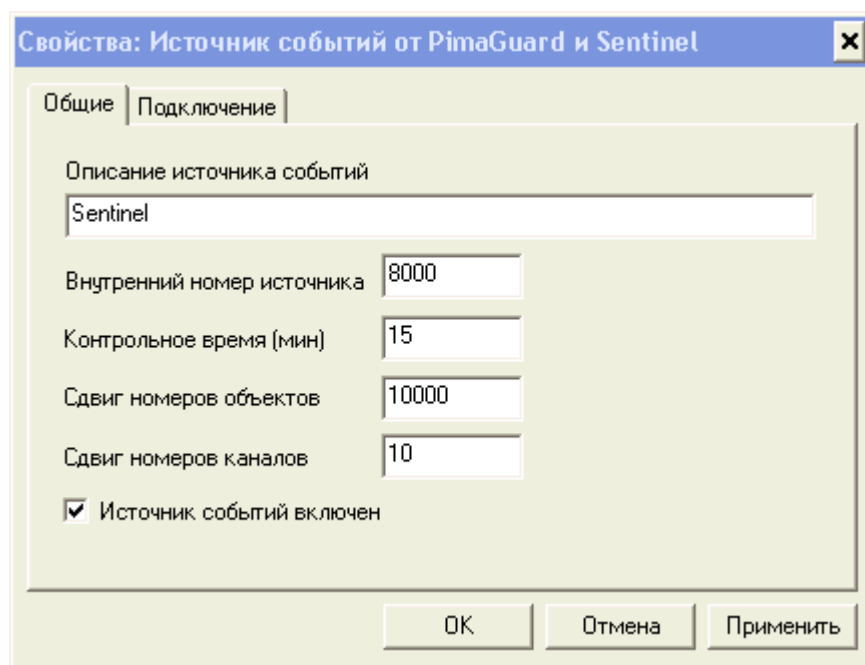 Свойства: Источник событий от PimaGuard и Sentinel
Общие
Подключение
Описание источника событий
Sentinel
Внутренний номер источника 8000
Контрольное время (мин) 15
Сдвиг номеров объектов 10000
Сдвиг номеров каналов 10
Источник событий включен
OK
Отмена
Применить